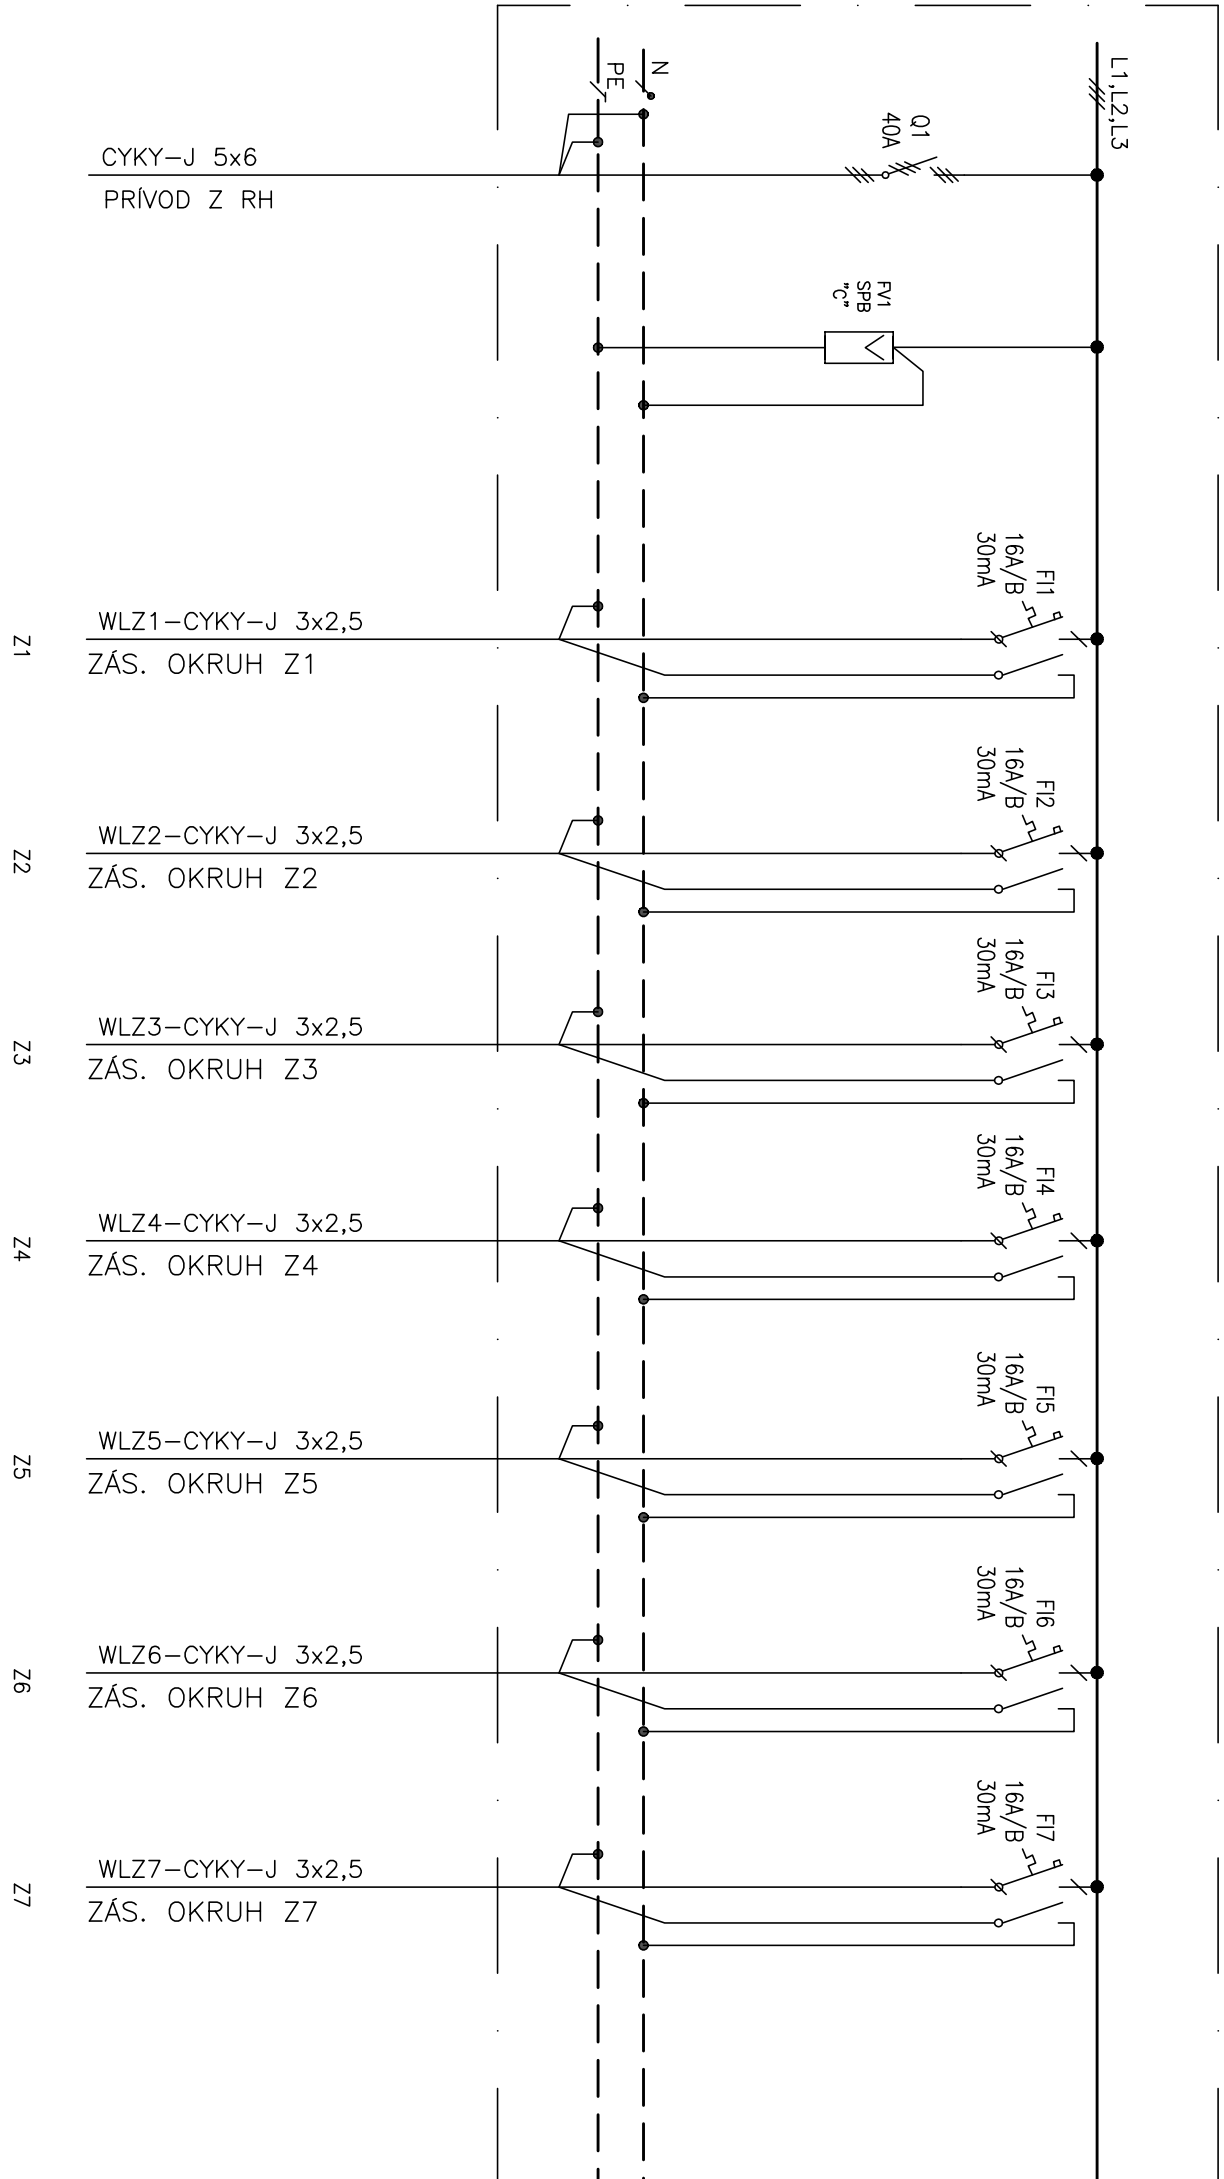 L1,L2,L3
N
PE
Q1
40A
CYKY-J 5x6
PRÍVOD Z RH
FV1
SPB
"C"
FI1
16A/B
30mA
WLZ1-CYKY-J 3x2,5
ZÁS. OKRUH Z1
Z1
FI2
16A/B
30mA
WLZ2-CYKY-J 3x2,5
ZÁS. OKRUH Z2
Z2
FI3
16A/B
30mA
WLZ3-CYKY-J 3x2,5
ZÁS. OKRUH Z3
Z3
FI4
16A/B
30mA
WLZ4-CYKY-J 3x2,5
ZÁS. OKRUH Z4
Z4
FI5
16A/B
30mA
WLZ5-CYKY-J 3x2,5
ZÁS. OKRUH Z5
Z5
FI6
16A/B
30mA
WLZ6-CYKY-J 3x2,5
ZÁS. OKRUH Z6
Z6
FI7
16A/B
30mA
WLZ7-CYKY-J 3x2,5
ZÁS. OKRUH Z7
Z7